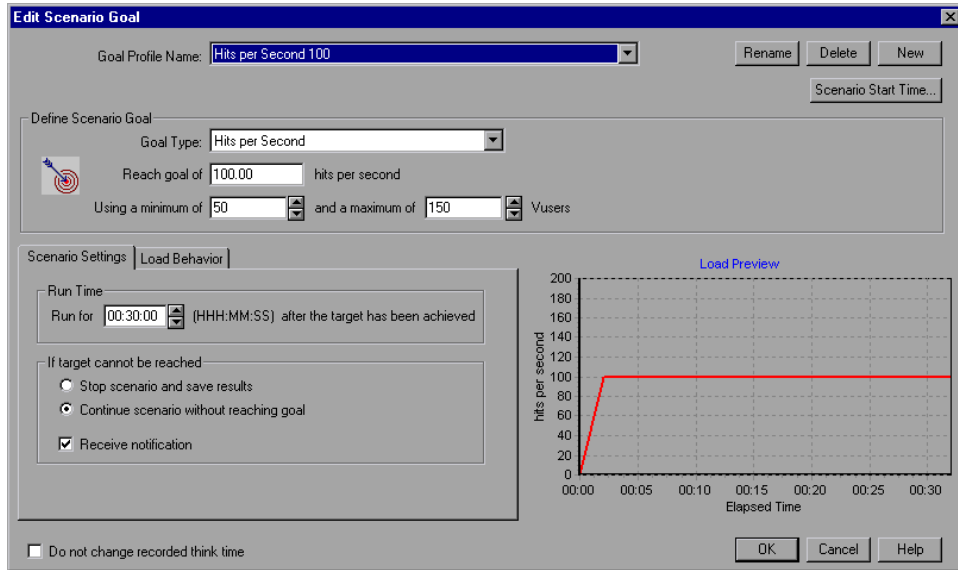 Edit Scenario Goal
Goal Profile Name: Hits per Second 100
Rename Delete New
Scenario Start Time...
Define Scenario Goal
Goal Type: Hits per Second
Reach goal of 100.00 hits per second
Using a minimum of 50 and a maximum of 150 Vusers
Scenario Settings Load Behavior
Run Time
Run for 00:30:00 (HHH:MM:SS) after the target has been achieved
If target cannot be reached
Stop scenario and save results
Continue scenario without reaching goal
Receive notification
Load Preview
hits per second
200
180
160
140
120
100
80
60
40
20
0
00:00 00:05 00:10 00:15 00:20 00:25 00:30
Elapsed Time
Do not change recorded think time
OK Cancel Help